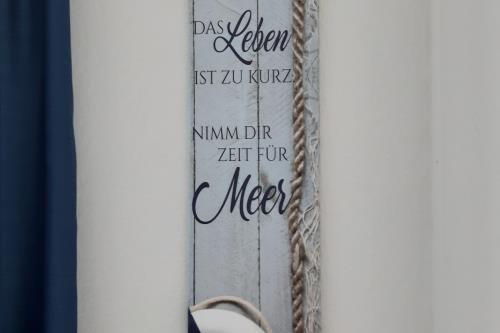 DAS Leben
IST ZU KURZ
NIMM DIR
ZEIT FÜR
Meer